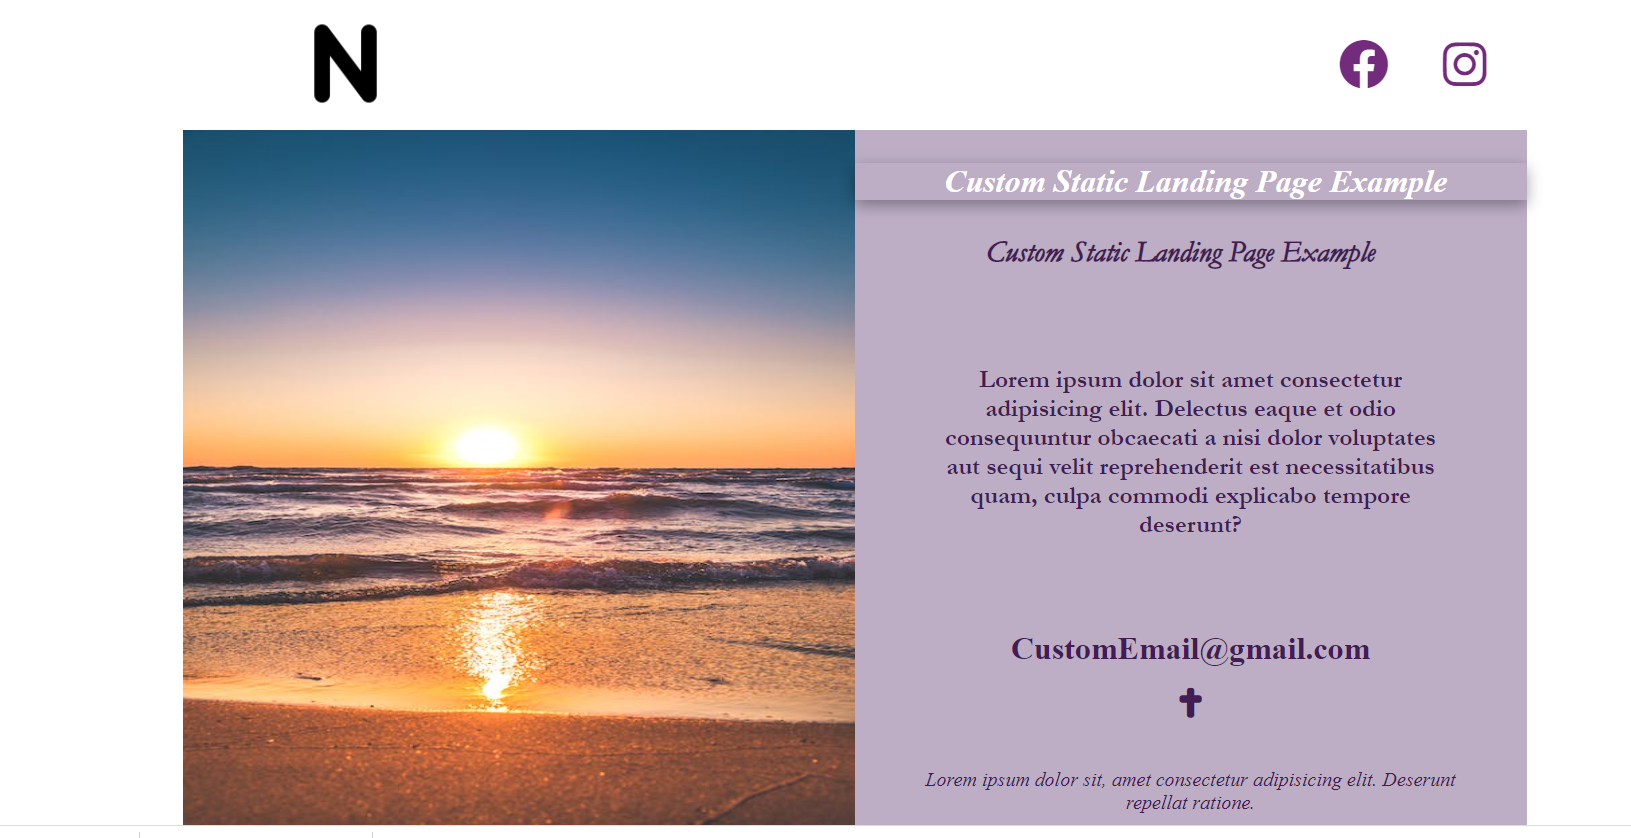 N
Custom Static Landing Page Example
Custom Static Landing Page Example
Lorem ipsum dolor sit amet consectetur
adipisicing elit. Delectus eaque et odio
consequuntur obcaecati a nisi dolor voluptates
aut sequi velit reprehenderit est necessitatibus
quam, culpa commodi explicabo tempore
deserunt?
CustomEmail@gmail.com
Lorem ipsum dolor sit, amet consectetur adipisicing elit. Deserunt
repellat ratione.